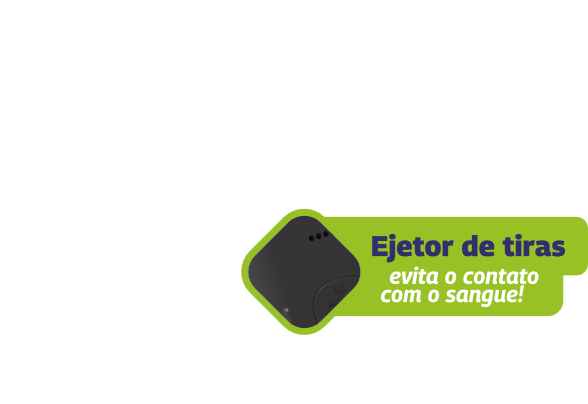 Ejetor de tiras
evita o contato
com o sangue!